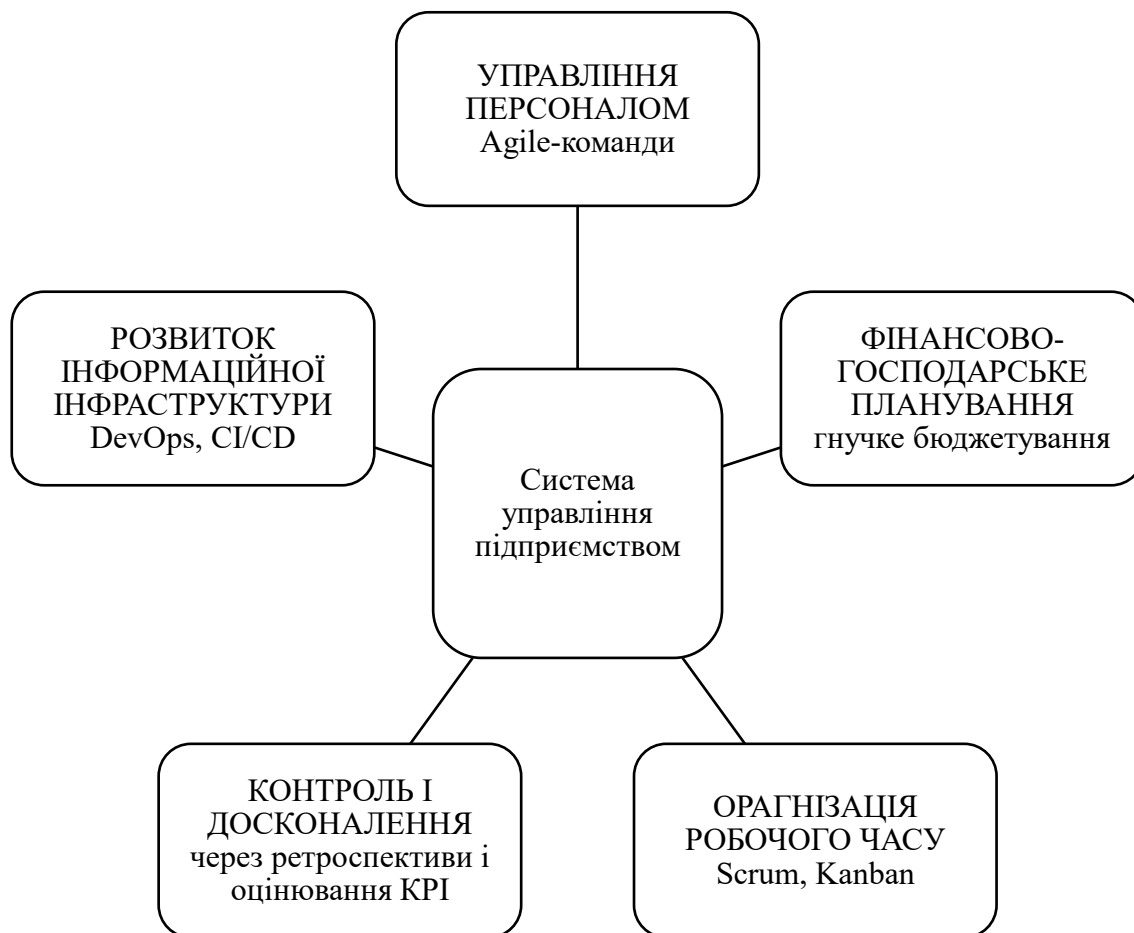 УПРАВЛІННЯ
ПЕРСОНАЛОМ
Agile-команди
РОЗВИТОК
ІНФОРМАЦІЙНОЇ
ІНФРАСТРУКТУРИ
DevOps, CI/CD
ФІНАНСОВО-
ГОСПОДАРСЬКЕ
ПЛАНУВАННЯ
гнучке бюджетування
Система
управління
підприємством
КОНТРОЛЬ І
ДОСКОНАЛЕННЯ
через ретроспективи і
оцінювання KPI
ОРАГНІЗАЦІЯ
РОБОЧОГО ЧАСУ
Scrum, Kanban